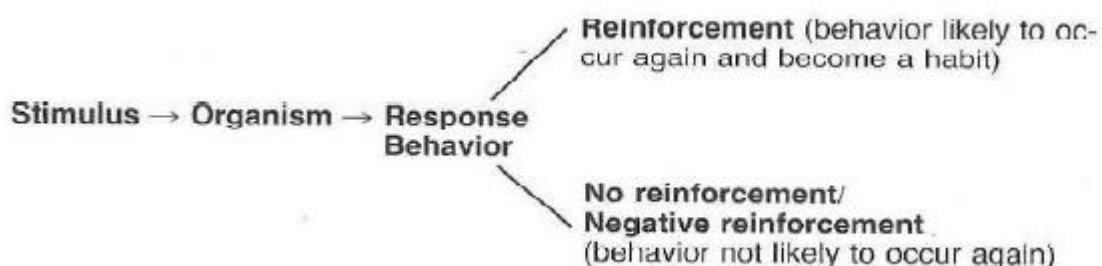 Reinforcement (behavior likely to oc-
cur again and become a habit)
Stimulus → Organism → Response
Behavior
No reinforcement/
Negative reinforcement
(behavior not likely to occur again)